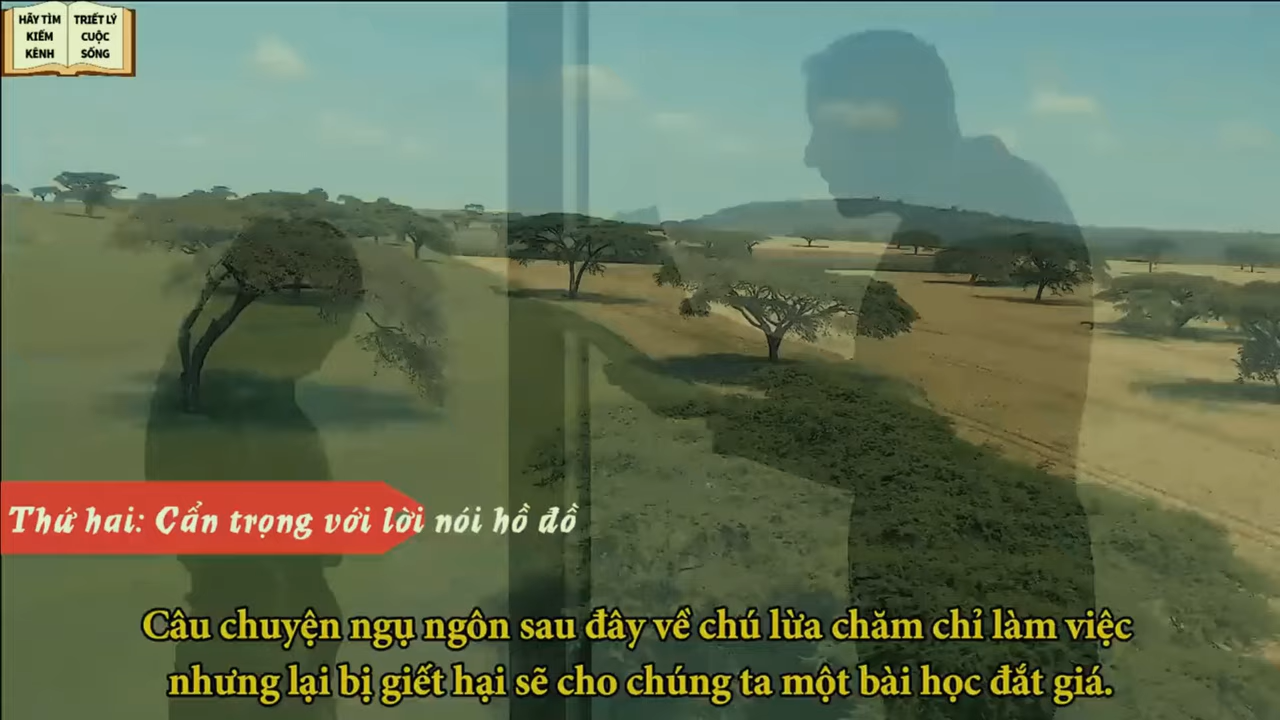 HÃY TÌM
KIẾM
KÊNH
TRIẾT LÝ
CUỘC
SỐNG
Thứ hai: Cẩn trọng với lời nói hồ đồ
Câu chuyện ngụ ngôn sau đây về chú lừa chăm chỉ làm việc
nhưng lại bị giết hại sẽ cho chúng ta một bài học đắt giá.